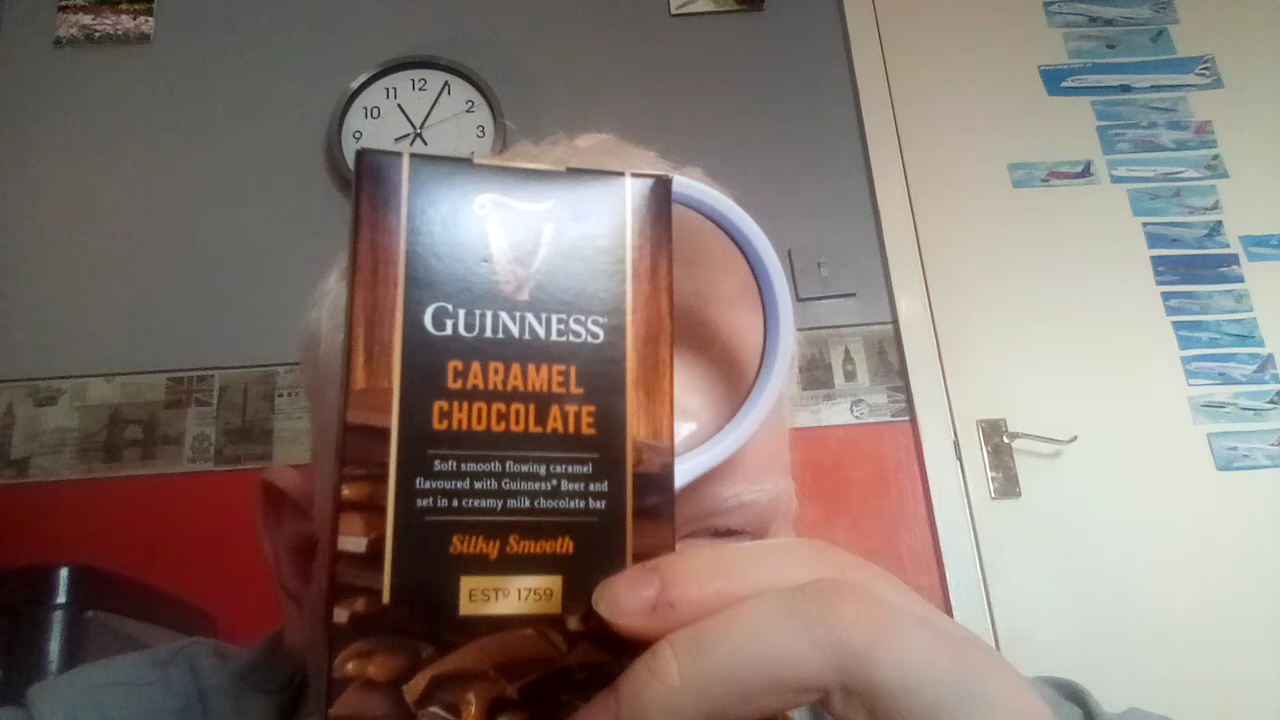 12
11
1
10
2
9
3
GUINNESS®
CARAMEL
CHOCOLATE
Soft smooth flowing caramel
flavoured with Guinness® Beer and
set in a creamy milk chocolate bar
Silky Smooth
ESTD 1759